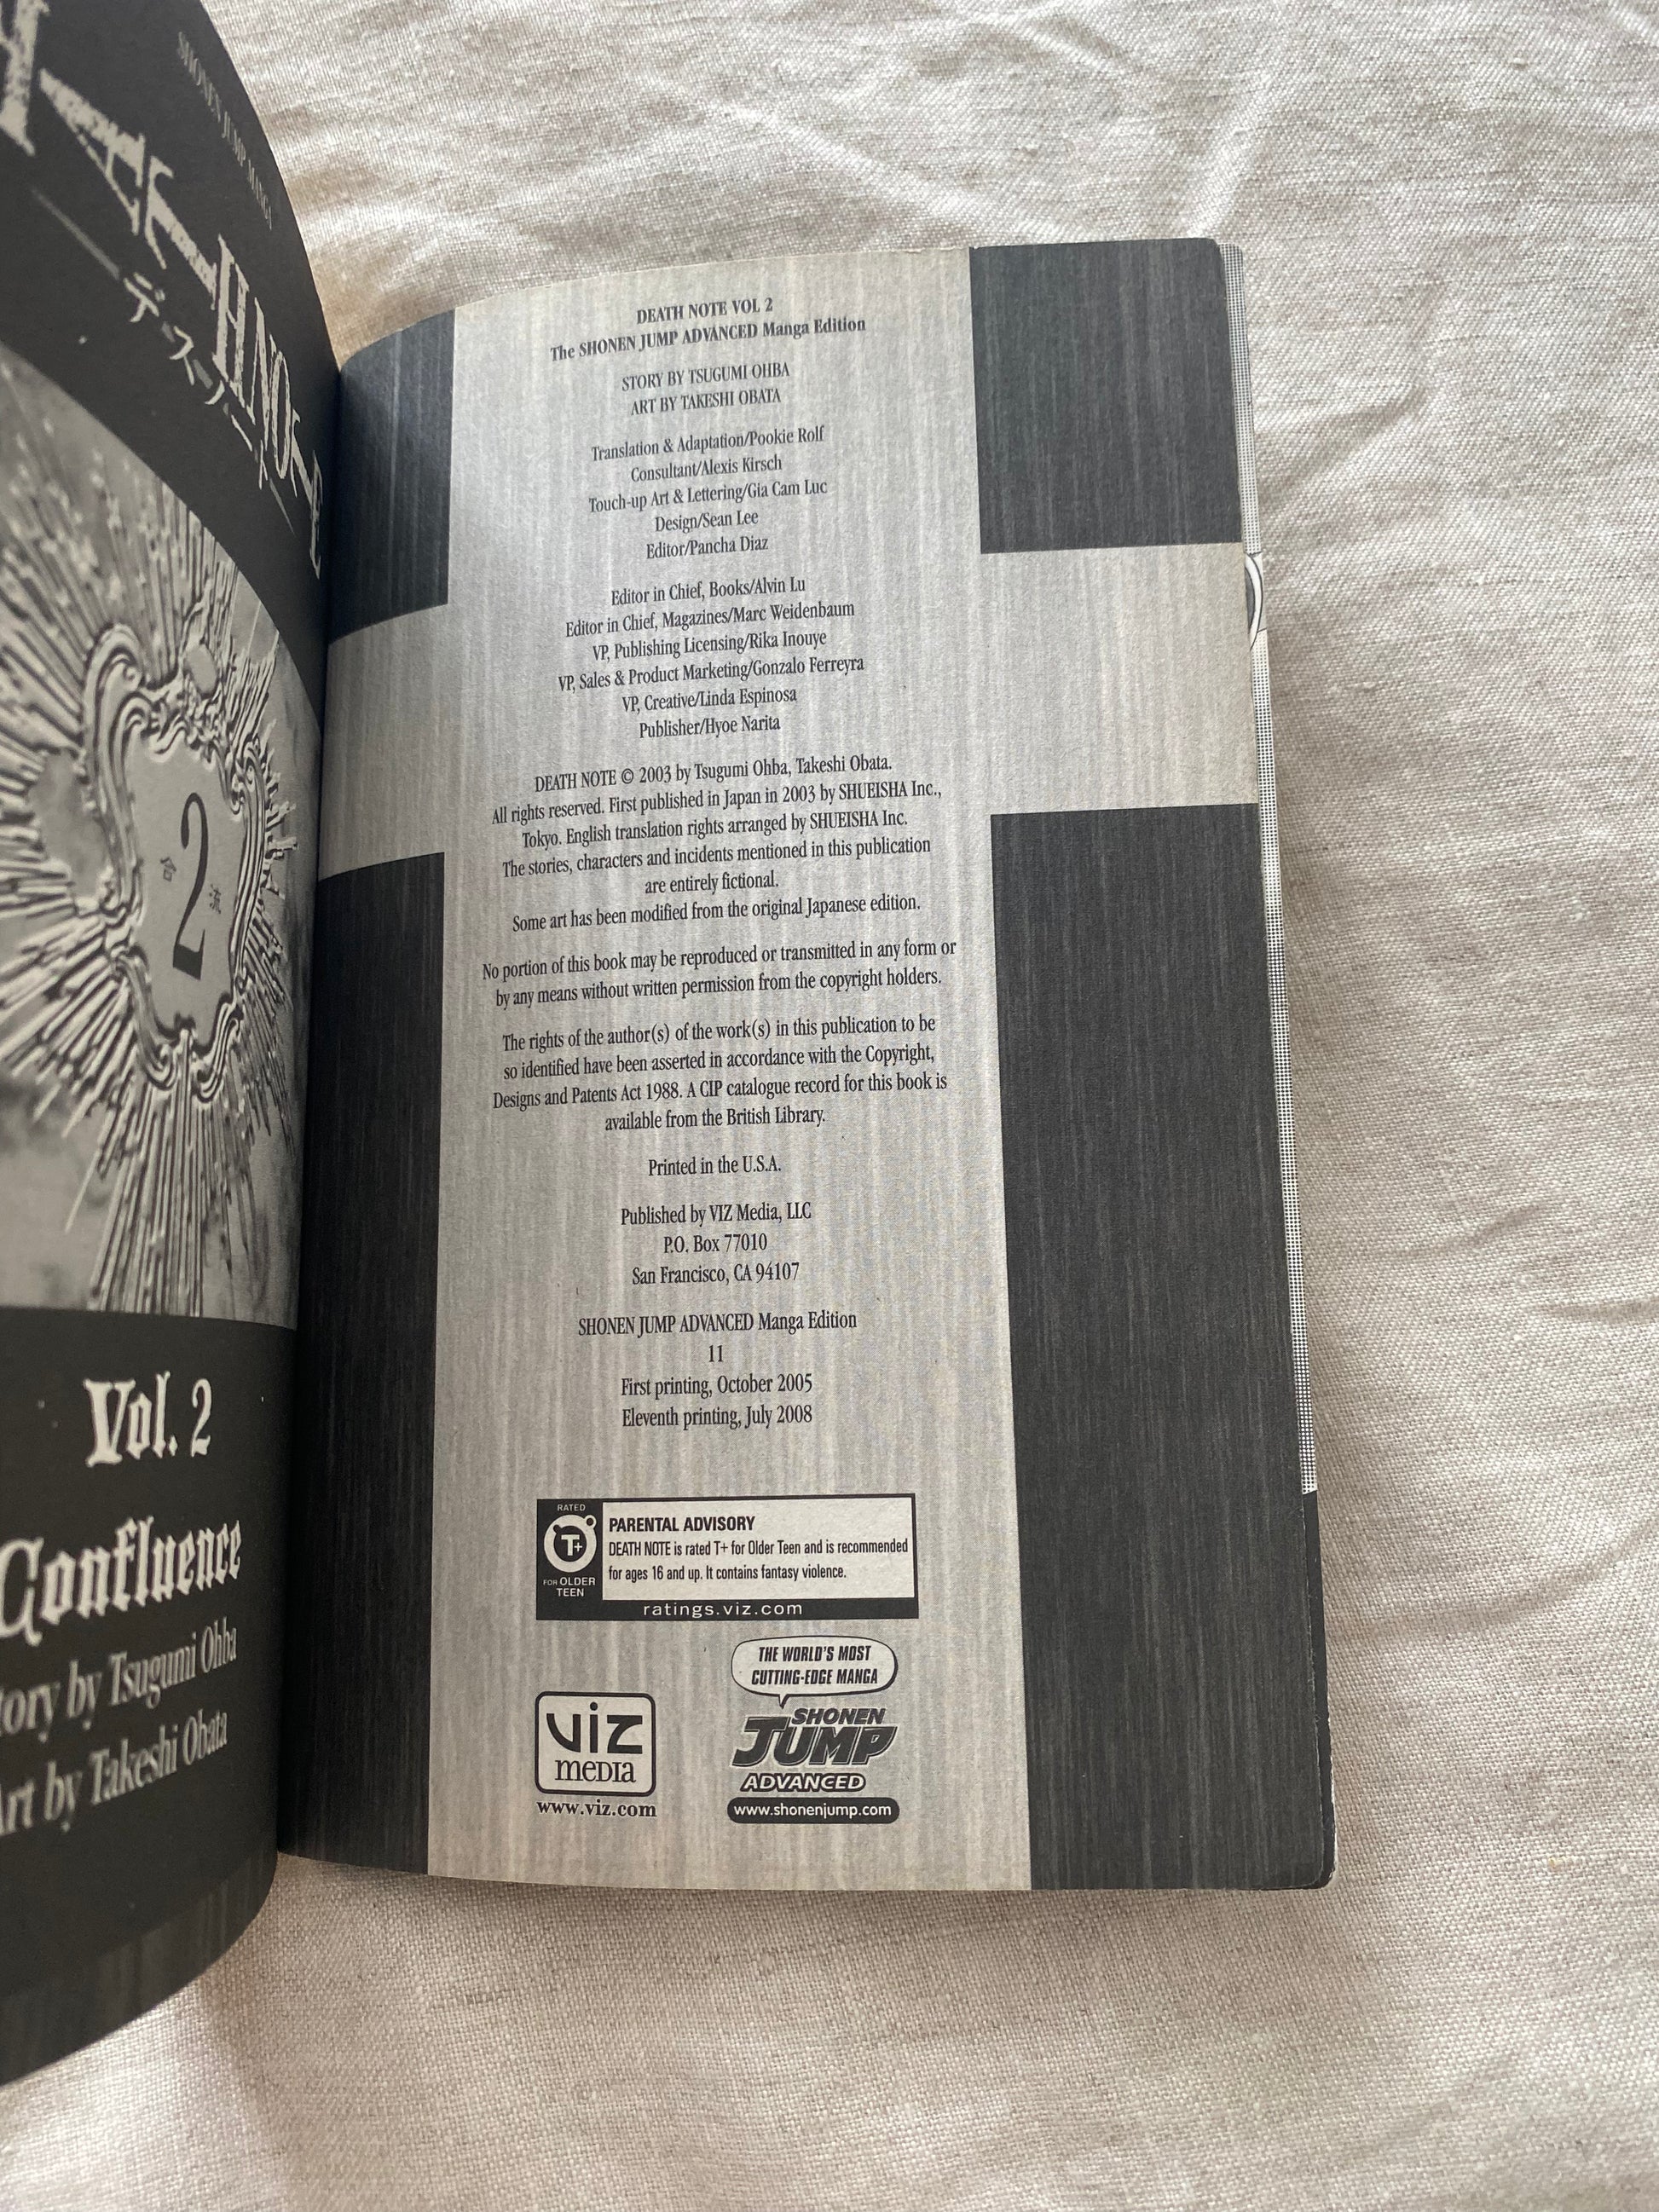 SHONEN JUMP MANGA
デスノート
合流
2
Vol. 2
Confluence
Story by Tsugumi Ohba
Art by Takeshi Obata
DEATH NOTE VOL 2
The SHONEN JUMP ADVANCED Manga Edition
STORY BY TSUGUMI OHBA
ART BY TAKESHI OBATA
Translation & Adaptation/Pookie Rolf
Consultant/Alexis Kirsch
Touch-up Art & Lettering/Gia Cam Luc
Design/Sean Lee
Editor/Pancha Diaz
Editor in Chief, Books/Alvin Lu
Editor in Chief, Magazines/Marc Weidenbaum
VP, Publishing Licensing/Rika Inouye
VP, Sales & Product Marketing/Gonzalo Ferreyra
VP, Creative/Linda Espinosa
Publisher/Hyoe Narita
DEATH NOTE © 2003 by Tsugumi Ohba, Takeshi Obata.
All rights reserved. First published in Japan in 2003 by SHUEISHA Inc.,
Tokyo. English translation rights arranged by SHUEISHA Inc.
The stories, characters and incidents mentioned in this publication
are entirely fictional.
Some art has been modified from the original Japanese edition.
No portion of this book may be reproduced or transmitted in any form or
by any means without written permission from the copyright holders.
The rights of the author(s) of the work(s) in this publication to be
so identified have been asserted in accordance with the Copyright,
Designs and Patents Act 1988. A CIP catalogue record for this book is
available from the British Library.
Printed in the U.S.A.
Published by VIZ Media, LLC
P.O. Box 77010
San Francisco, CA 94107
SHONEN JUMP ADVANCED Manga Edition
11
First printing, October 2005
Eleventh printing, July 2008
RATED
T+
FOR OLDER
TEEN
PARENTAL ADVISORY
DEATH NOTE is rated T+ for Older Teen and is recommended
for ages 16 and up. It contains fantasy violence.
ratings.viz.com
viz
media
www.viz.com
THE WORLD'S MOST
CUTTING-EDGE MANGA
SHONEN
JUMP
ADVANCED
www.shonenjump.com